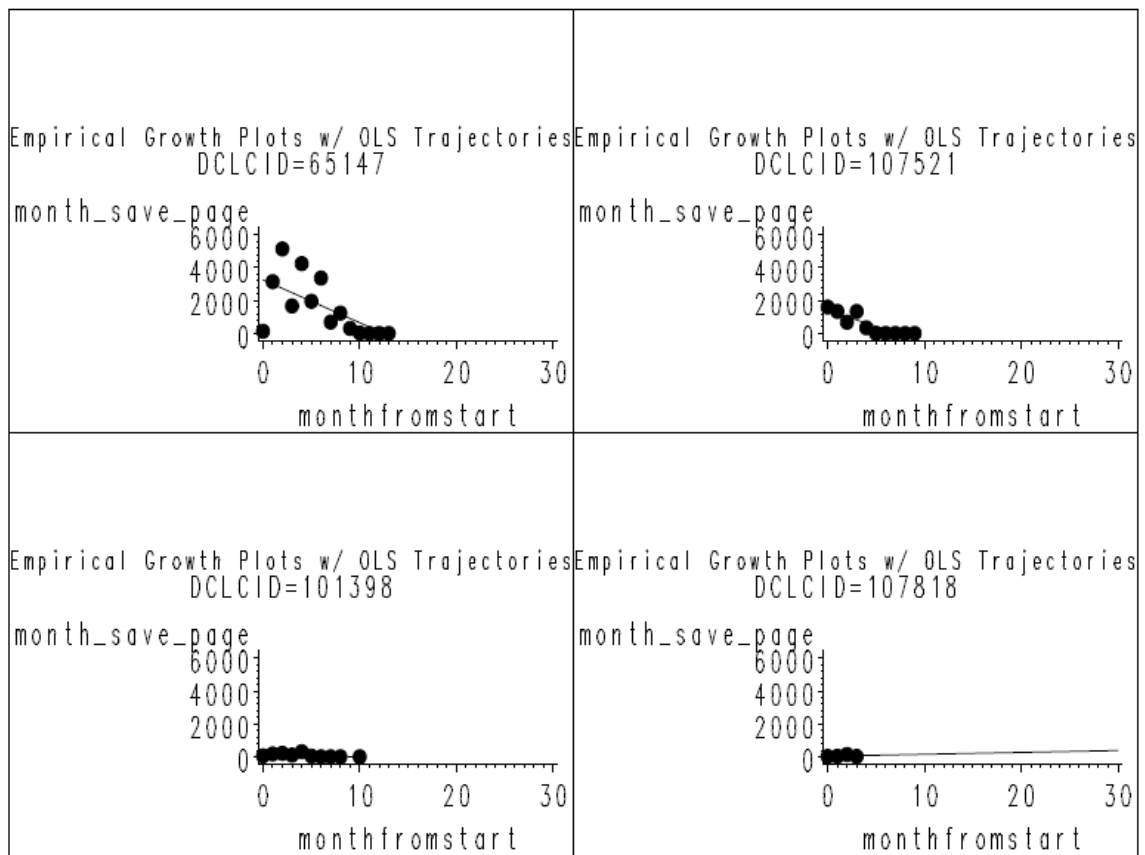 Empirical Growth Plots w/ OLS Trajectories
DCLCID=65147
month_save_page
6000
4000
2000
0
0 10 20 30
monthfromstart
Empirical Growth Plots w/ OLS Trajectories
DCLCID=107521
month_save_page
6000
4000
2000
0
0 10 20 30
monthfromstart
Empirical Growth Plots w/ OLS Trajectories
DCLCID=101398
month_save_page
6000
4000
2000
0
0 10 20 30
monthfromstart
Empirical Growth Plots w/ OLS Trajectories
DCLCID=107818
month_save_page
6000
4000
2000
0
0 10 20 30
monthfromstart